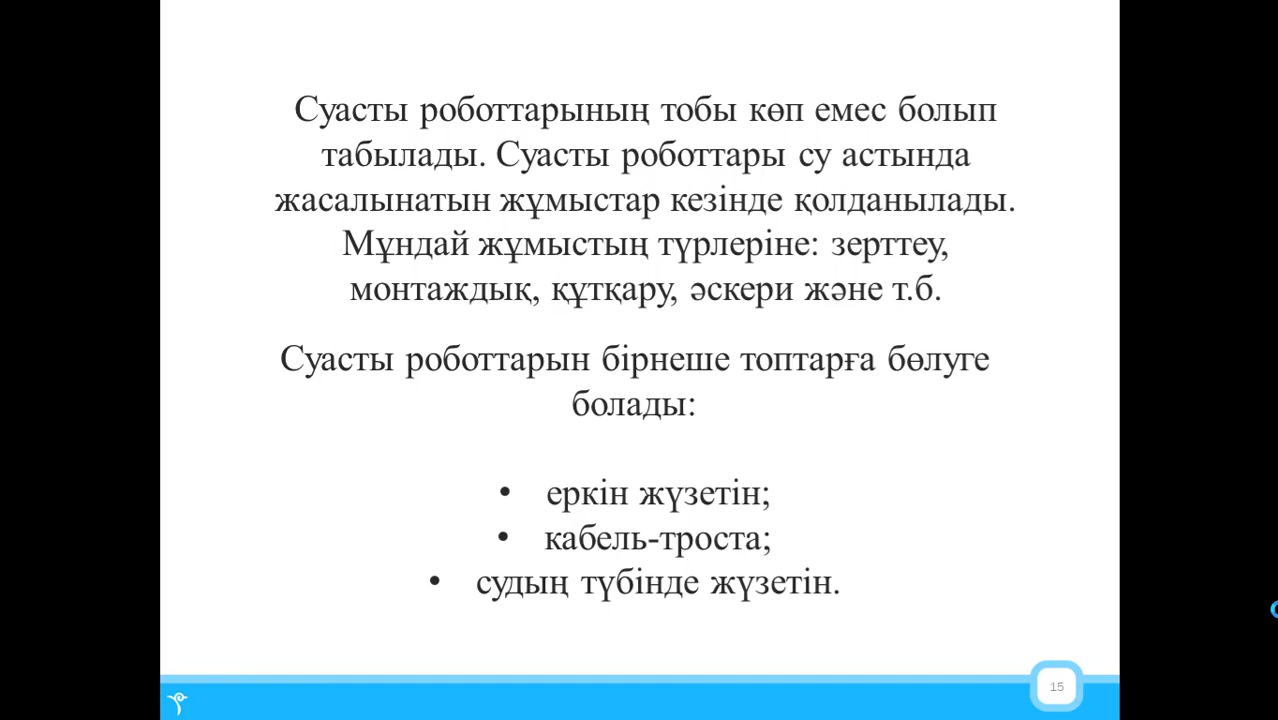 Суасты роботтарының тобы көп емес болып
табылады. Суасты роботтары су астында
жасалынатын жұмыстар кезінде қолданылады.
Мұндай жұмыстың түрлеріне: зерттеу,
монтаждық, құтқару, әскери және т.б.
Суасты роботтарын бірнеше топтарға бөлуге
болады:
• еркін жүзетін;
• кабель-троста;
• судың түбінде жүзетін.
15